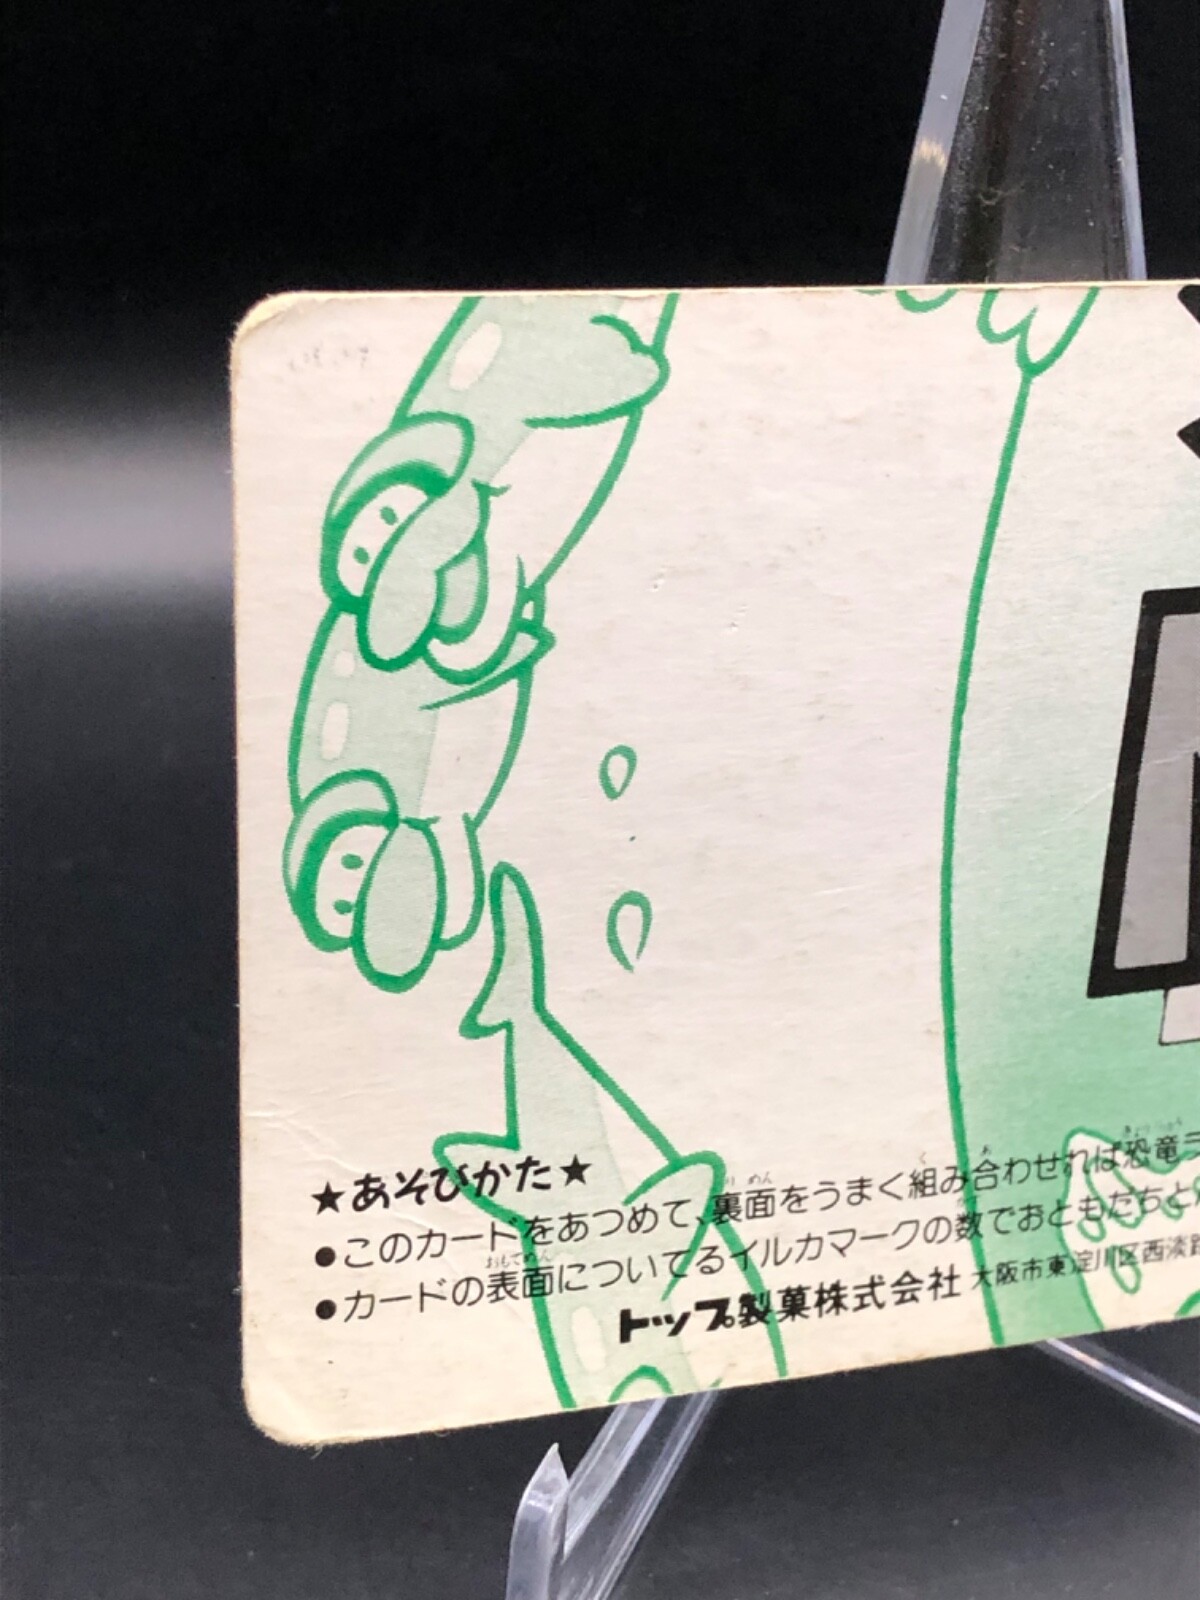 ★あそびかた★
●このカードをあつめて、裏面をうまく組み合わせれば恐竜ラ
●カードの表面についてるイルカマークの数でおともだちと
トップ製菓株式会社 大阪市東淀川区西淡路